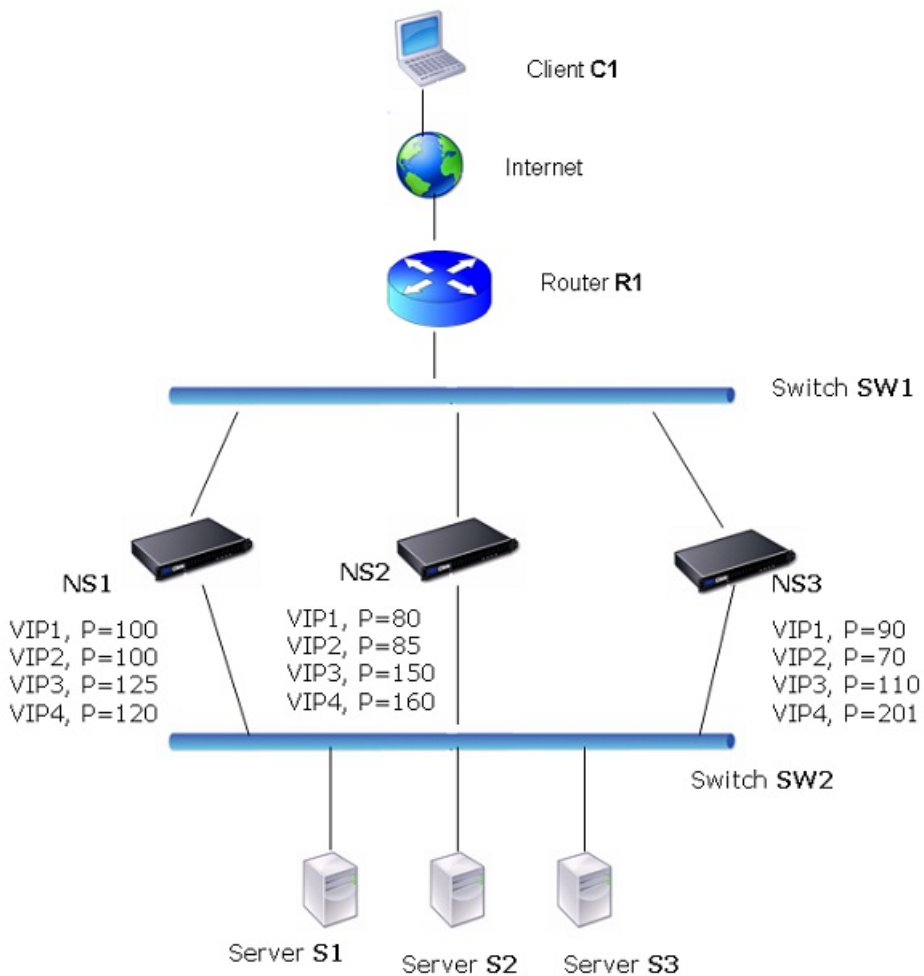 Client C1
Internet
Router R1
Switch SW1
NS1
VIP1, P=100
VIP2, P=100
VIP3, P=125
VIP4, P=120
NS2
VIP1, P=80
VIP2, P=85
VIP3, P=150
VIP4, P=160
NS3
VIP1, P=90
VIP2, P=70
VIP3, P=110
VIP4, P=201
Switch SW2
Server S1
Server S2
Server S3